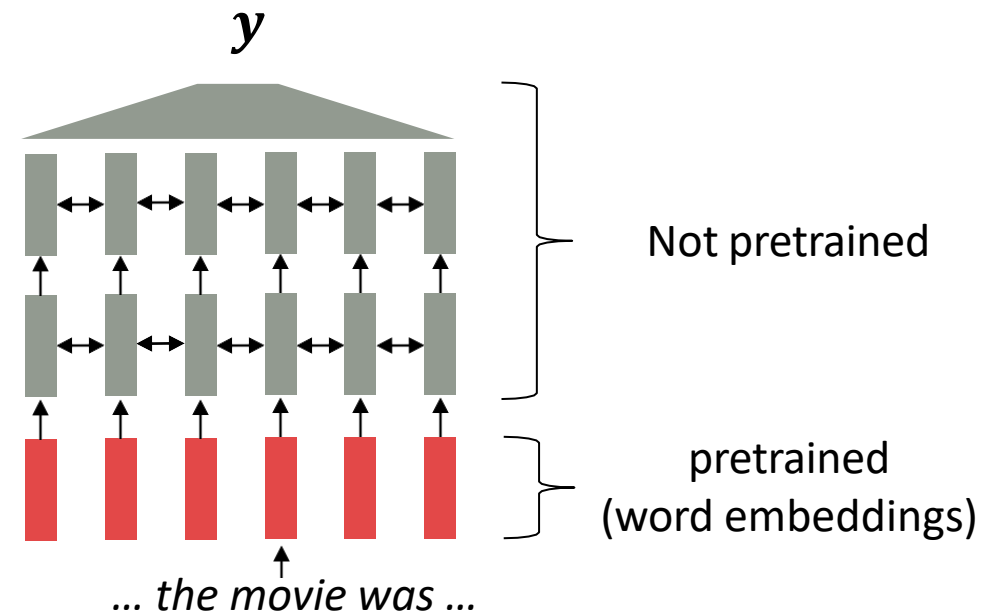 y
Not pretrained
pretrained
(word embeddings)
... the movie was ...